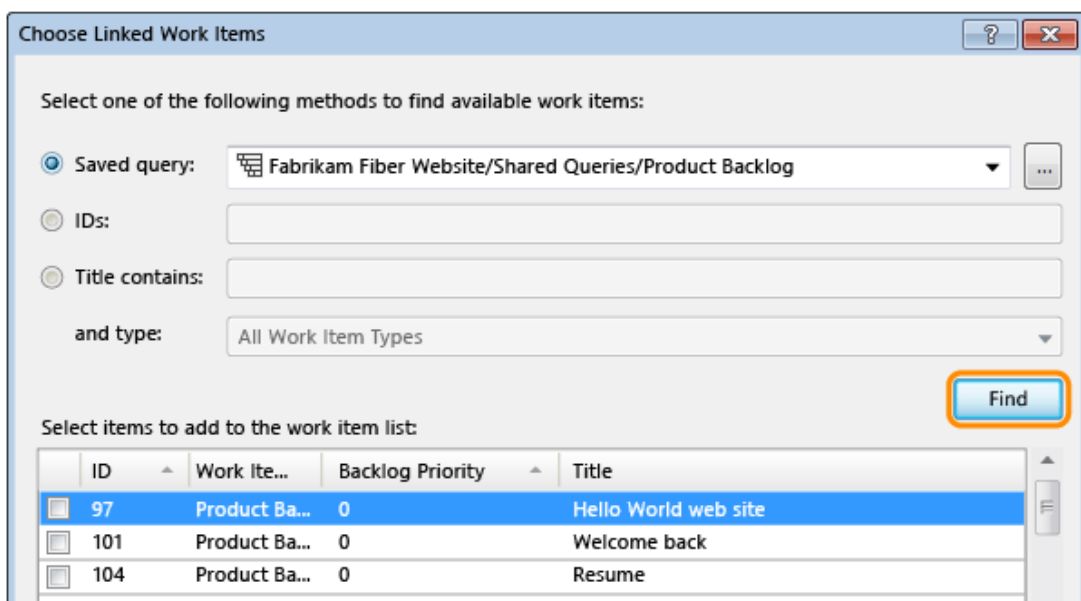 Choose Linked Work Items
Select one of the following methods to find available work items:
Saved query: Fabrikam Fiber Website/Shared Queries/Product Backlog ...
IDs:
Title contains:
and type: All Work Item Types
Find
Select items to add to the work item list:
ID Work Ite... Backlog Priority Title
97 Product Ba... 0 Hello World web site
101 Product Ba... 0 Welcome back
104 Product Ba... 0 Resume